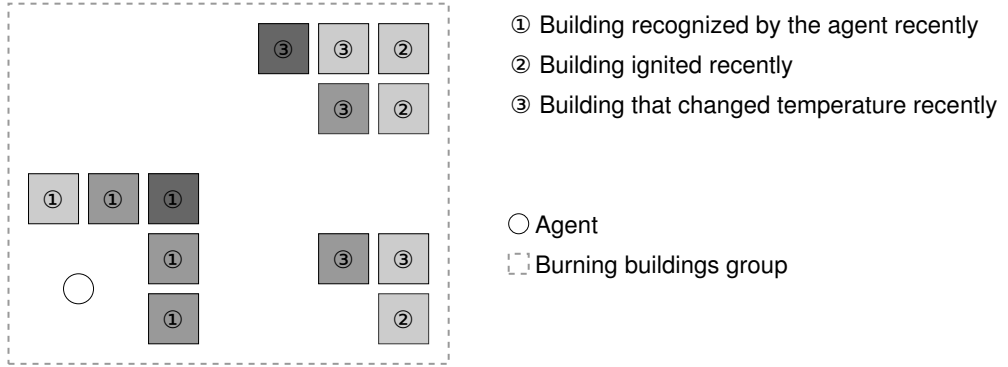 ③ ③ ② ① Building recognized by the agent recently
② Building ignited recently
③ ② ③ Building that changed temperature recently
① ① ①
① ③ ③ Agent
Burning buildings group
① ②